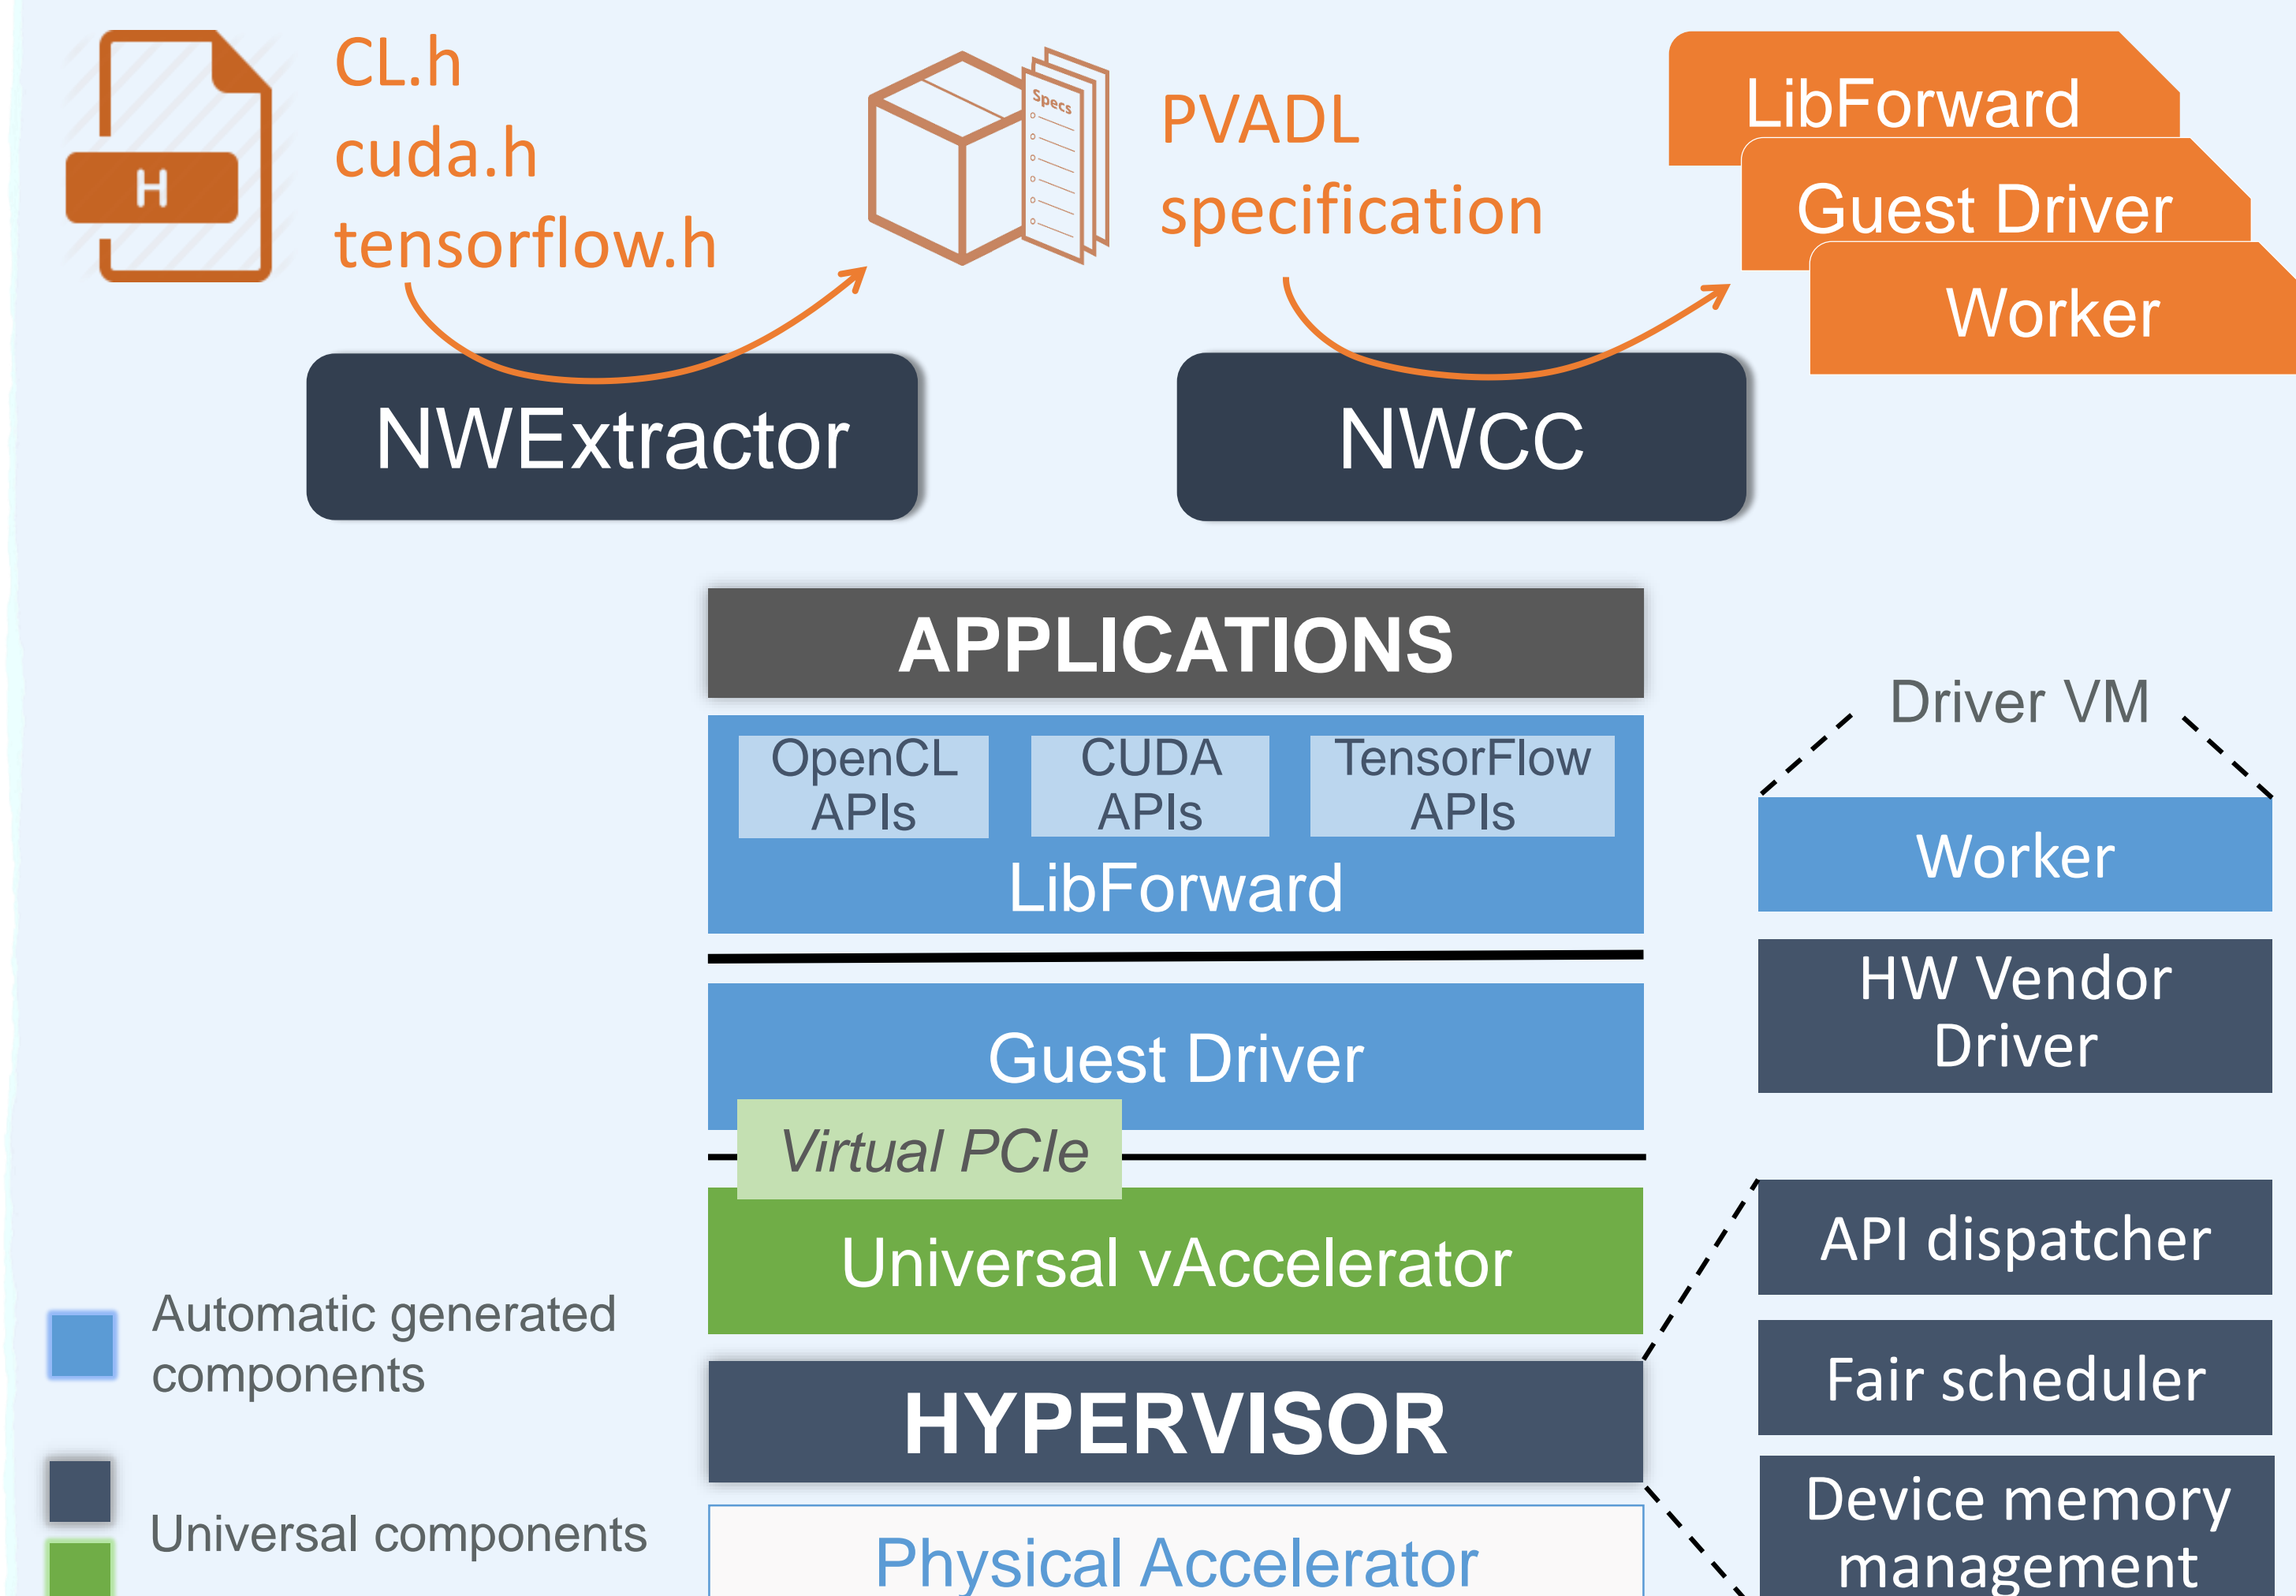 CL.h
cuda.h
tensorflow.h
H
Specs
PVADL
specification
LibForward
Guest Driver
Worker
NWExtractor
NWCC
APPLICATIONS
OpenCL
APIs
CUDA
APIs
TensorFlow
APIs
LibForward
Guest Driver
Virtual PCIe
Universal vAccelerator
HYPERVISOR
Physical Accelerator
Driver VM
Worker
HW Vendor
Driver
API dispatcher
Fair scheduler
Device memory
management
Automatic generated
components
Universal components